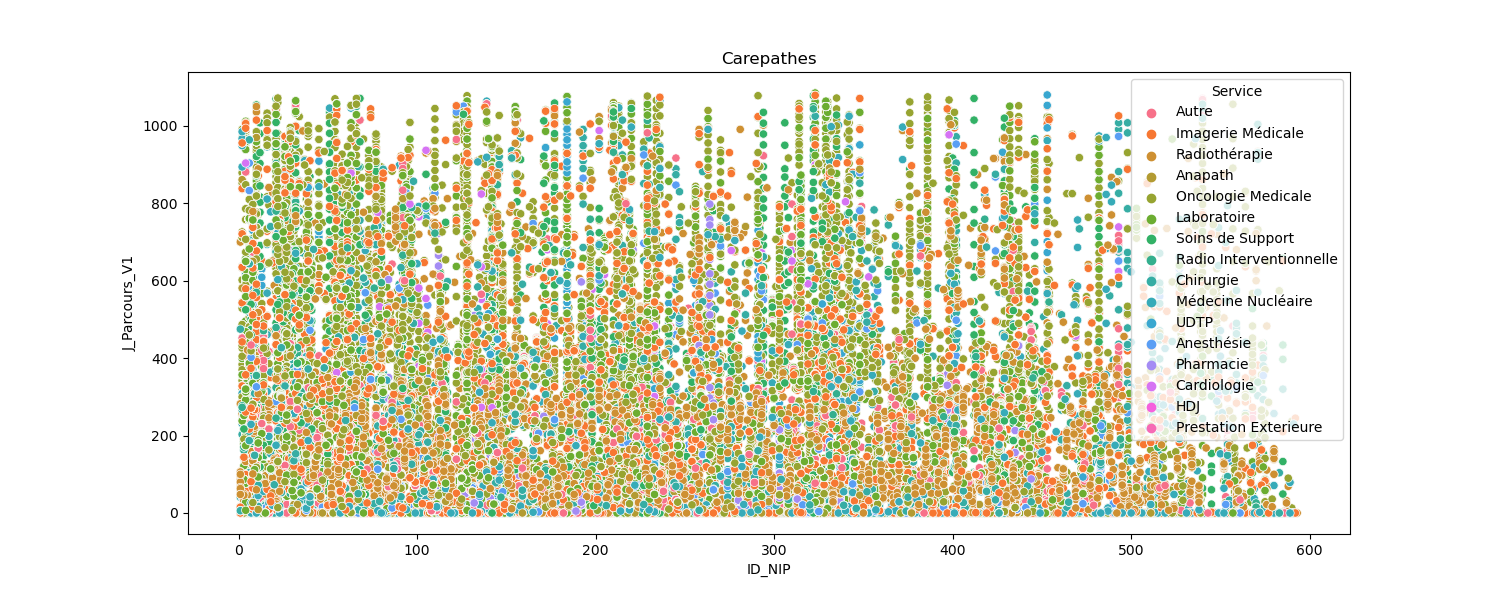 Carepathes
J_Parcours_V1
1000
800
600
400
200
0
0 100 200 300 400 500 600
ID_NIP
Service
Autre
Imagerie Médicale
Radiothérapie
Anapath
Oncologie Medicale
Laboratoire
Soins de Support
Radio Interventionnelle
Chirurgie
Médecine Nucléaire
UDTP
Anesthésie
Pharmacie
Cardiologie
HDJ
Prestation Exterieure